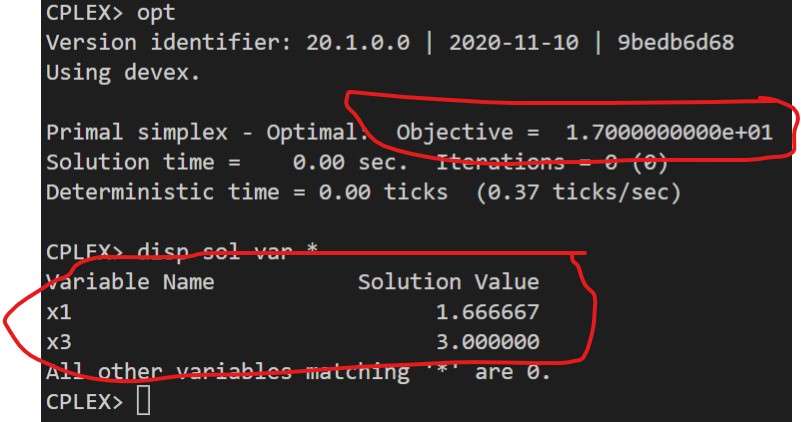 CPLEX> opt
Version identifier: 20.1.0.0 | 2020-11-10 | 9bedb6d68
Using devex.
Primal simplex - Optimal:  Objective =  1.7000000000e+01
Solution time =    0.00 sec.  Iterations = 0 (0)
Deterministic time = 0.00 ticks  (0.37 ticks/sec)
CPLEX> disp sol var *
Variable Name           Solution Value
x1                            1.666667
x3                            3.000000
All other variables matching '*' are 0.
CPLEX>